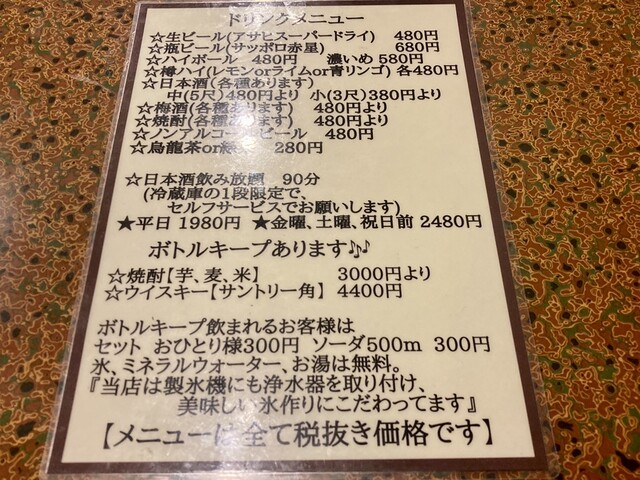 ドリンクメニュー
☆生ビール(アサヒスーパードライ) 480円
☆瓶ビール(サッポロ赤星) 680円
☆ハイボール 480円 濃いめ 580円
☆樽ハイ(レモンorライムor青リンゴ) 各480円
☆日本酒(各種あります)
中(5尺)480円より 小(3尺)380円より
☆梅酒(各種あります) 480円より
☆焼酎(各種あります) 480円より
☆ノンアルコールビール 480円
☆烏龍茶or 280円
☆日本酒飲み放題 90分
(冷蔵庫の1段限定で、
セルフサービスでお願いします)
★平日 1980円 ★金曜、土曜、祝日前 2480円
ボトルキープあります♪♪
☆焼酎【芋、麦、米】 3000円より
☆ウイスキー【サントリー角】 4400円
ボトルキープ飲まれるお客様は
セット おひとり様300円 ソーダ500m 300円
氷、ミネラルウォーター、お湯は無料。
『当店は製氷機にも浄水器を取り付け、
美味しい氷作りにこだわってます』
【メニューは全て税抜き価格です】